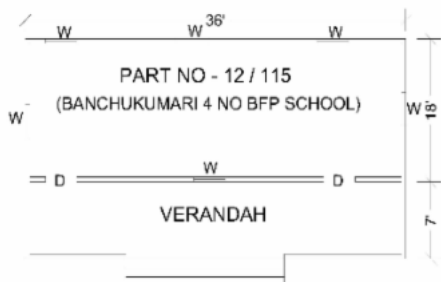 36'
W W W
PART NO - 12 / 115
(BANCHUKUMARI 4 NO BFP SCHOOL)
W W 18'
W
D D
VERANDAH
7'